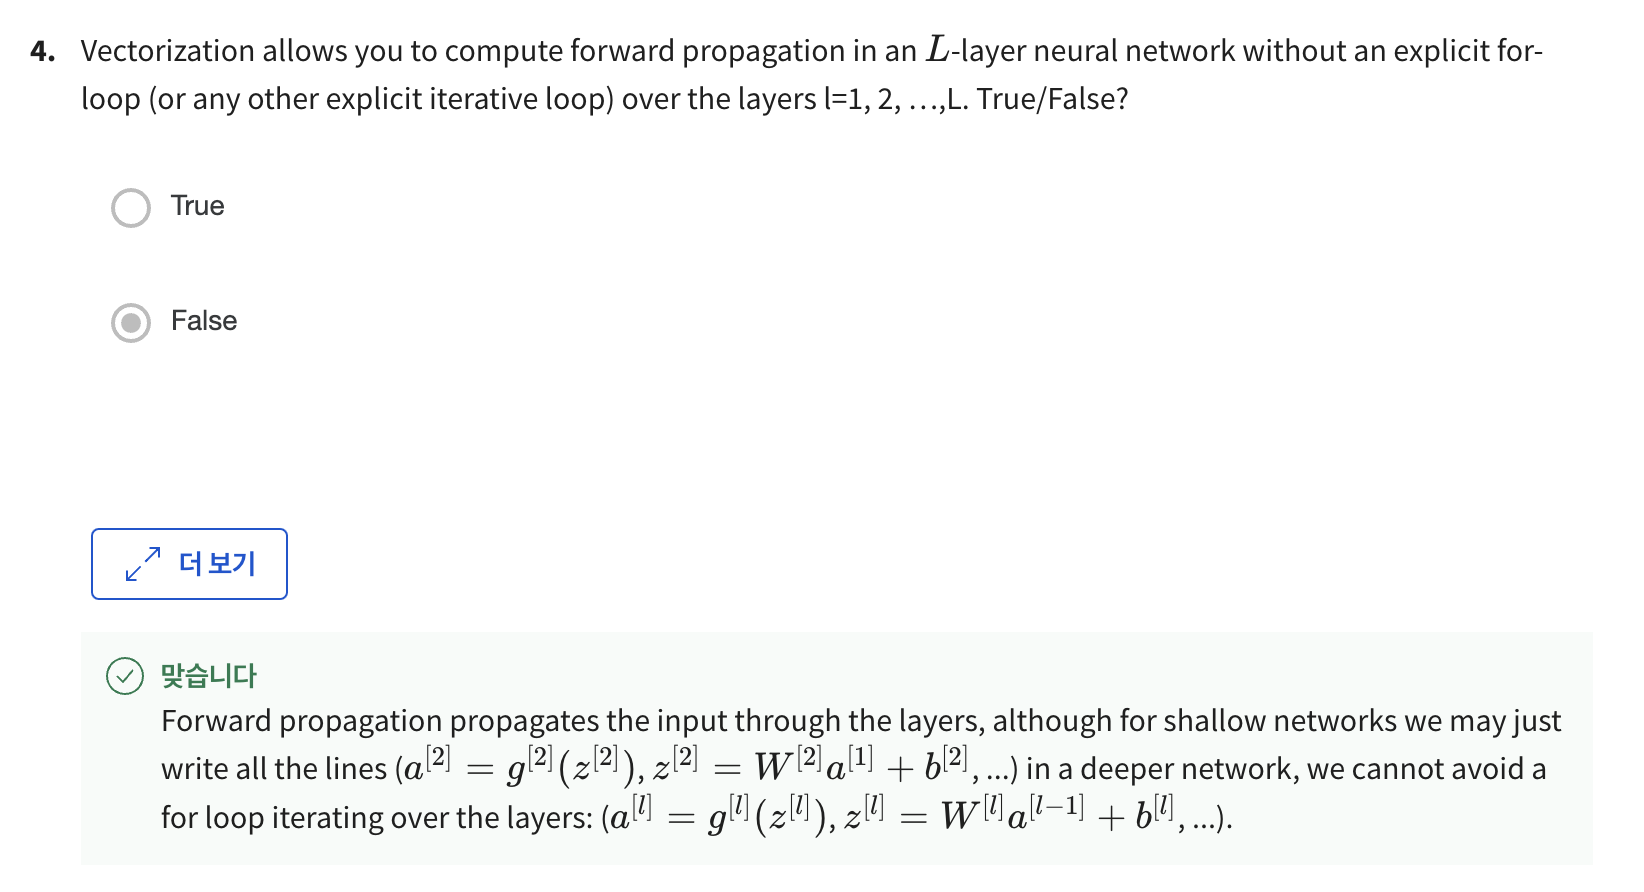 4. Vectorization allows you to compute forward propagation in an L-layer neural network without an explicit for-
loop (or any other explicit iterative loop) over the layers l=1, 2, …,L. True/False?
True
False
더 보기
맞습니다
Forward propagation propagates the input through the layers, although for shallow networks we may just
write all the lines (a^{[2]} = g^{[2]}(z^{[2]}), z^{[2]} = W^{[2]}a^{[1]} + b^{[2]}, ...) in a deeper network, we cannot avoid a
for loop iterating over the layers: (a^{[l]} = g^{[l]}(z^{[l]}), z^{[l]} = W^{[l]}a^{[l−1]} + b^{[l]}, ...).